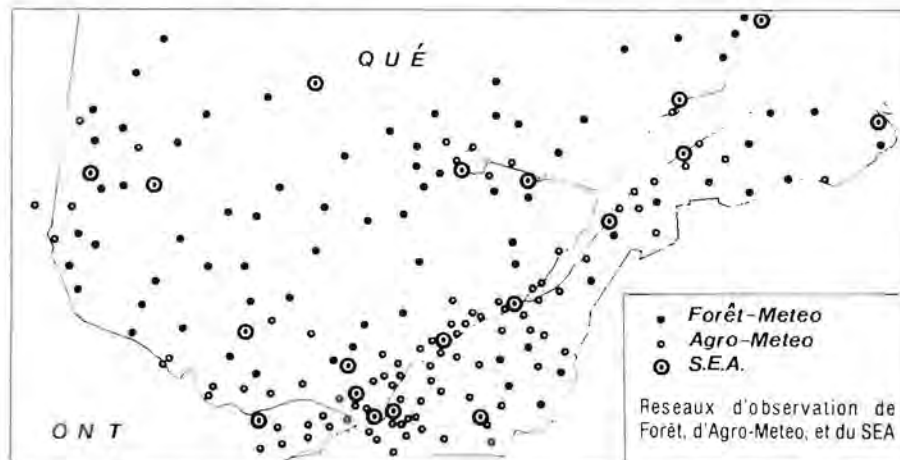 QUÉ
Forêt-Meteo
Agro-Meteo
S.E.A.
Reseaux d'observation de
Forêt, d'Agro-Meteo, et du SEA
ONT